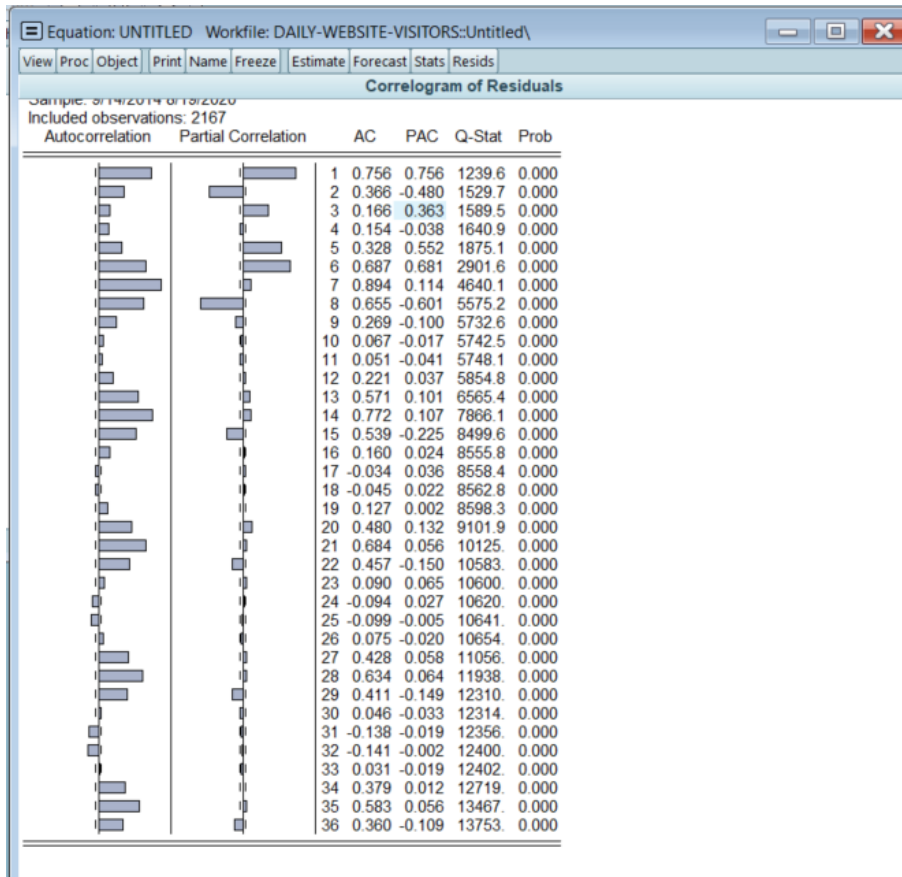 Equation: UNTITLED Workfile: DAILY-WEBSITE-VISITORS::Untitled\
View Proc Object Print Name Freeze Estimate Forecast Stats Resids
Correlogram of Residuals
Sample: 9/14/2014 8/19/2020
Included observations: 2167
Autocorrelation Partial Correlation AC PAC Q-Stat Prob
1 0.756 0.756 1239.6 0.000
2 0.366 -0.480 1529.7 0.000
3 0.166 0.363 1589.5 0.000
4 0.154 -0.038 1640.9 0.000
5 0.328 0.552 1875.1 0.000
6 0.687 0.681 2901.6 0.000
7 0.894 0.114 4640.1 0.000
8 0.655 -0.601 5575.2 0.000
9 0.269 -0.100 5732.6 0.000
10 0.067 -0.017 5742.5 0.000
11 0.051 -0.041 5748.1 0.000
12 0.221 0.037 5854.8 0.000
13 0.571 0.101 6565.4 0.000
14 0.772 0.107 7866.1 0.000
15 0.539 -0.225 8499.6 0.000
16 0.160 0.024 8555.8 0.000
17 -0.034 0.036 8558.4 0.000
18 -0.045 0.022 8562.8 0.000
19 0.127 0.002 8598.3 0.000
20 0.480 0.132 9101.9 0.000
21 0.684 0.056 10125. 0.000
22 0.457 -0.150 10583. 0.000
23 0.090 0.065 10600. 0.000
24 -0.094 0.027 10620. 0.000
25 -0.099 -0.005 10641. 0.000
26 0.075 -0.020 10654. 0.000
27 0.428 0.058 11056. 0.000
28 0.634 0.064 11938. 0.000
29 0.411 -0.149 12310. 0.000
30 0.046 -0.033 12314. 0.000
31 -0.138 -0.019 12356. 0.000
32 -0.141 -0.002 12400. 0.000
33 0.031 -0.019 12402. 0.000
34 0.379 0.012 12719. 0.000
35 0.583 0.056 13467. 0.000
36 0.360 -0.109 13753. 0.000